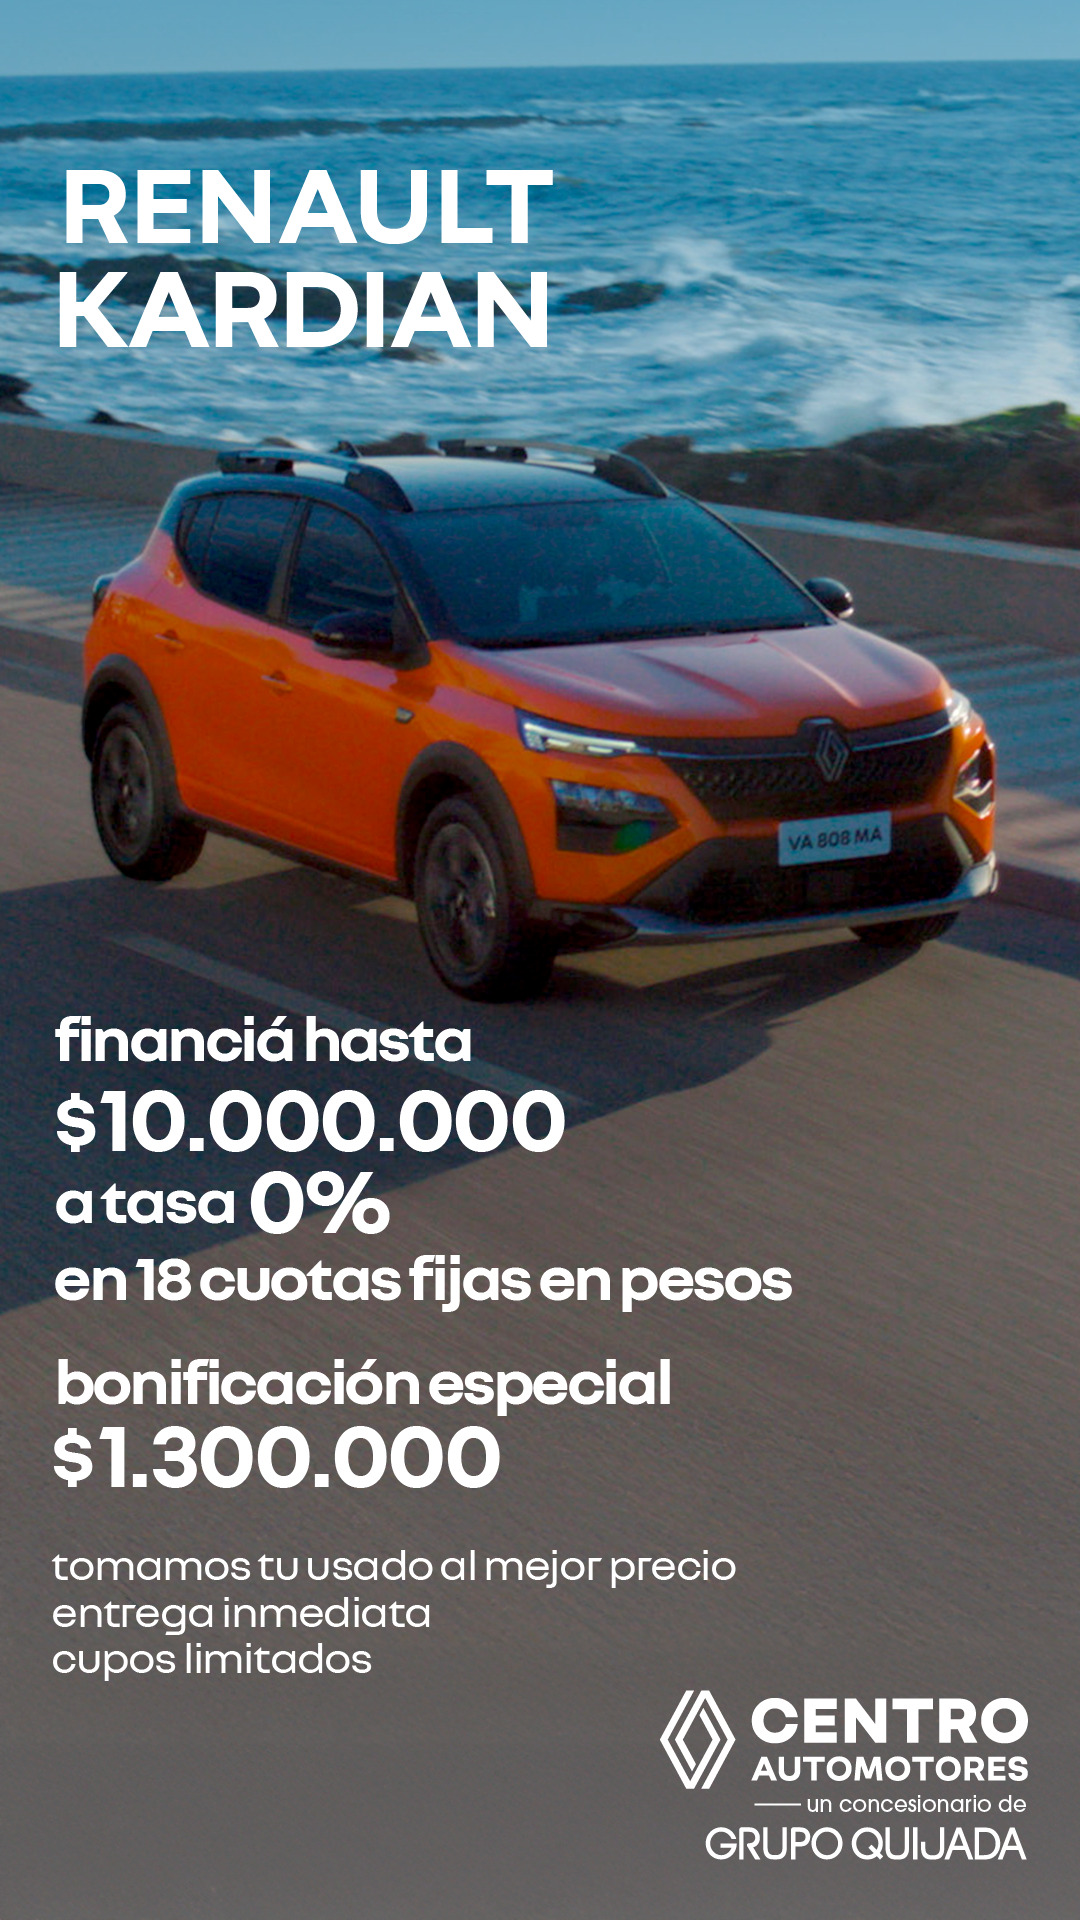 RENAULT
KARDIAN
VA 808 MA
financiá hasta
$10.000.000
a tasa 0%
en 18 cuotas fijas en pesos
bonificación especial
$1.300.000
tomamos tu usado al mejor precio
entrega inmediata
cupos limitados
CENTRO
AUTOMOTORES
un concesionario de
GRUPO QUIJADA